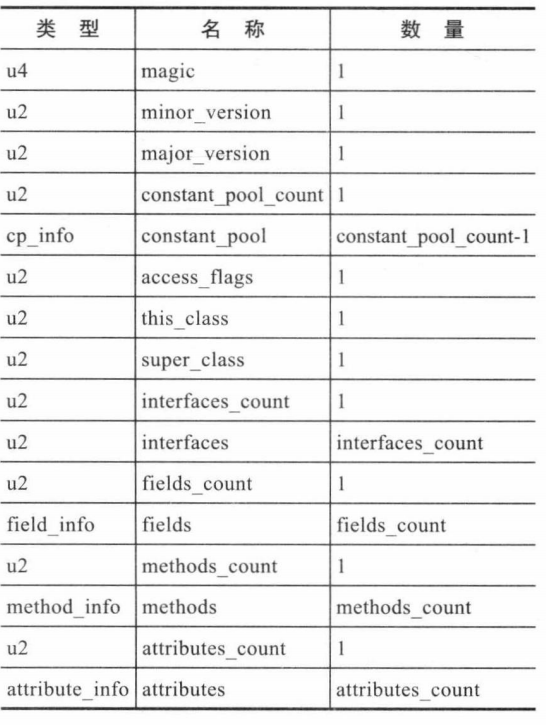 类 型 名 称 数 量
u4 magic 1
u2 minor_version 1
u2 major_version 1
u2 constant_pool_count 1
cp_info constant_pool constant_pool_count-1
u2 access_flags 1
u2 this_class 1
u2 super_class 1
u2 interfaces_count 1
u2 interfaces interfaces_count
u2 fields_count 1
field_info fields fields_count
u2 methods_count 1
method_info methods methods_count
u2 attributes_count 1
attribute_info attributes attributes_count